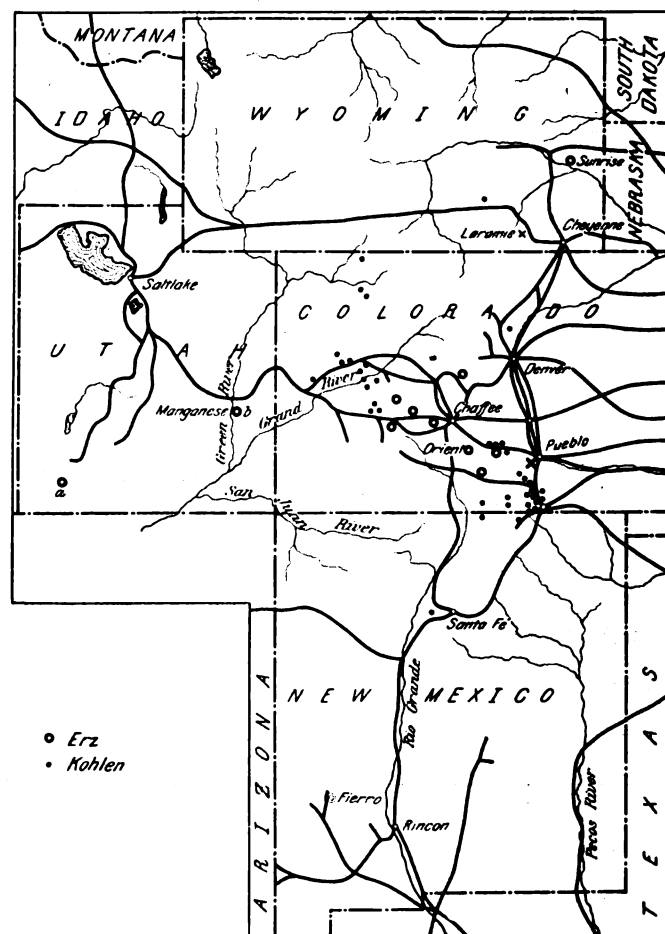 MONTANA
IDAHO
WYOMING
SOUTH
DAKOTA
NEBRASKA
Sunrise
Laramie
Cheyenne
Saltlake
COLORADO
UTAH
Denver
River
Green
Grand River
Manganese b
Chaffee
Orient
Pueblo
a
San Juan River
Santa Fé
NEW MEXICO
Rio Grande
Erz
Kohlen
ARIZONA
TEXAS
Fierro
Rincon
Pecos River